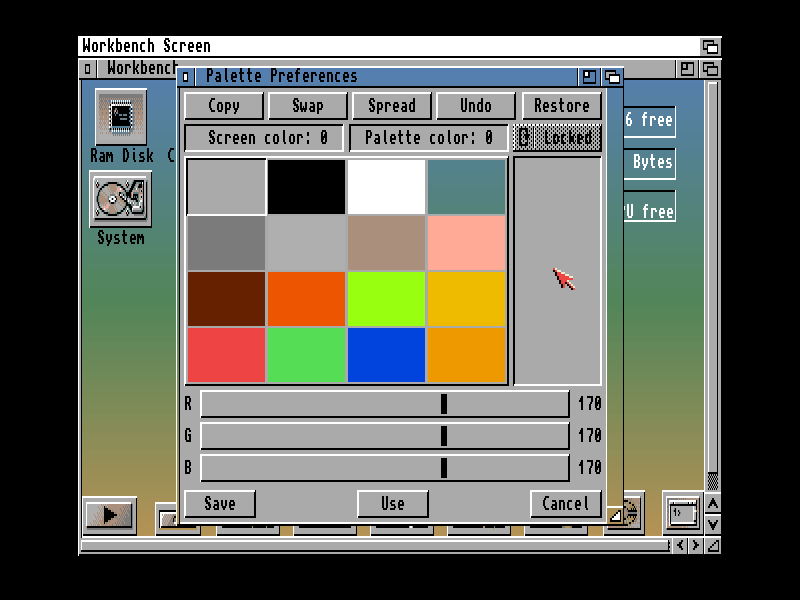 Workbench Screen
Workbench
Palette Preferences
Copy Swap Spread Undo Restore
6 free
Screen color: 0 Palette color: 0 Locked
Ram Disk
Bytes
System
U free
R 170
G 170
B 170
Save Use Cancel